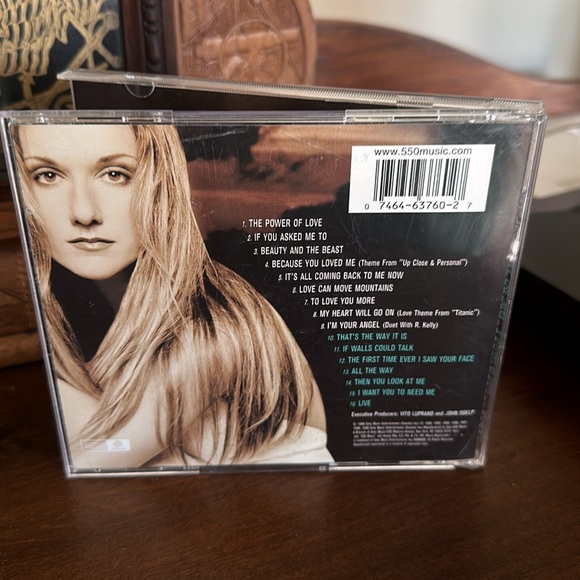 www.550music.com
0 7464-63760-2 7
1. THE POWER OF LOVE
2. IF YOU ASKED ME TO
3. BEAUTY AND THE BEAST
4. BECAUSE YOU LOVED ME (Theme From "Up Close & Personal")
5. IT'S ALL COMING BACK TO ME NOW
6. LOVE CAN MOVE MOUNTAINS
7. TO LOVE YOU MORE
8. MY HEART WILL GO ON (Love Theme From "Titanic")
9. I'M YOUR ANGEL (Duet With R. Kelly)
10. THAT'S THE WAY IT IS
11. IF WALLS COULD TALK
12. THE FIRST TIME EVER I SAW YOUR FACE
13. ALL THE WAY
14. THEN YOU LOOK AT ME
15. I WANT YOU TO NEED ME
16. LIVE
Executive Producers: VITO LUPRANO and JOHN DOELP